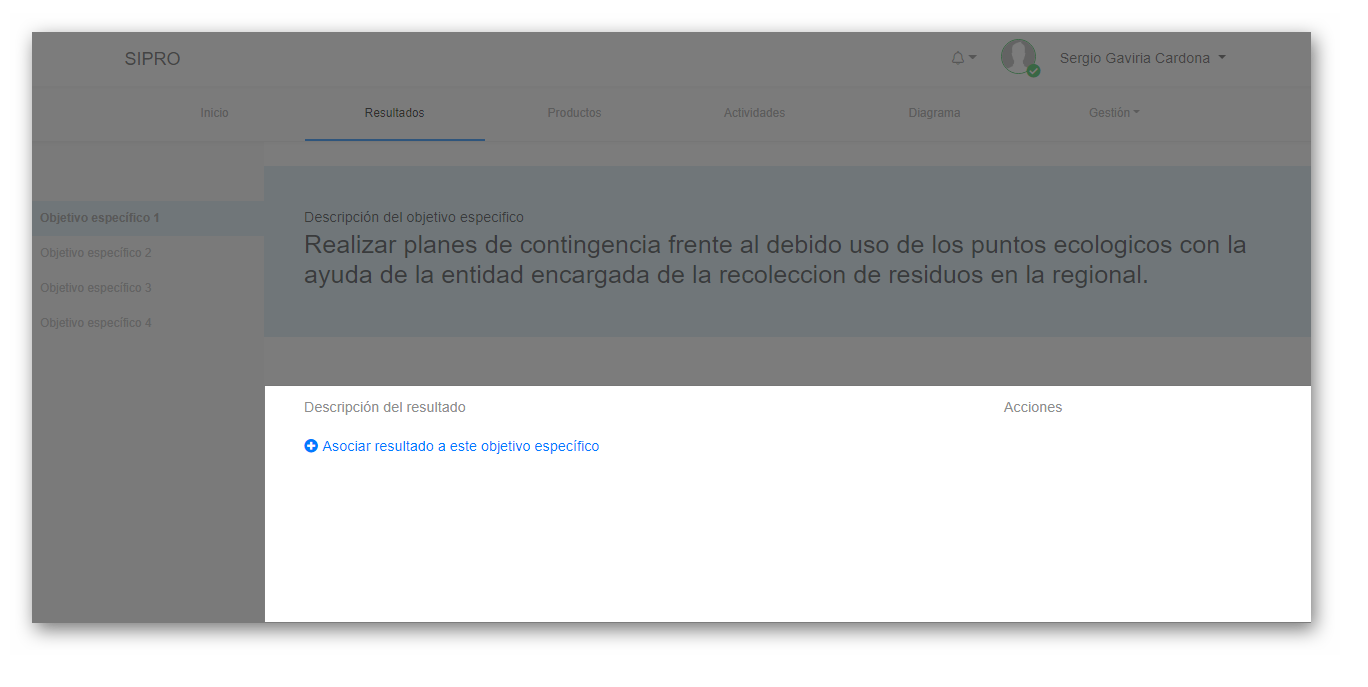 SIPRO
Sergio Gaviria Cardona
Inicio
Resultados
Productos
Actividades
Diagrama
Gestión
Objetivo específico 1
Objetivo específico 2
Objetivo específico 3
Objetivo específico 4
Descripción del objetivo especifico
Realizar planes de contingencia frente al debido uso de los puntos ecologicos con la
ayuda de la entidad encargada de la recoleccion de residuos en la regional.
Descripción del resultado
Acciones
Asociar resultado a este objetivo específico